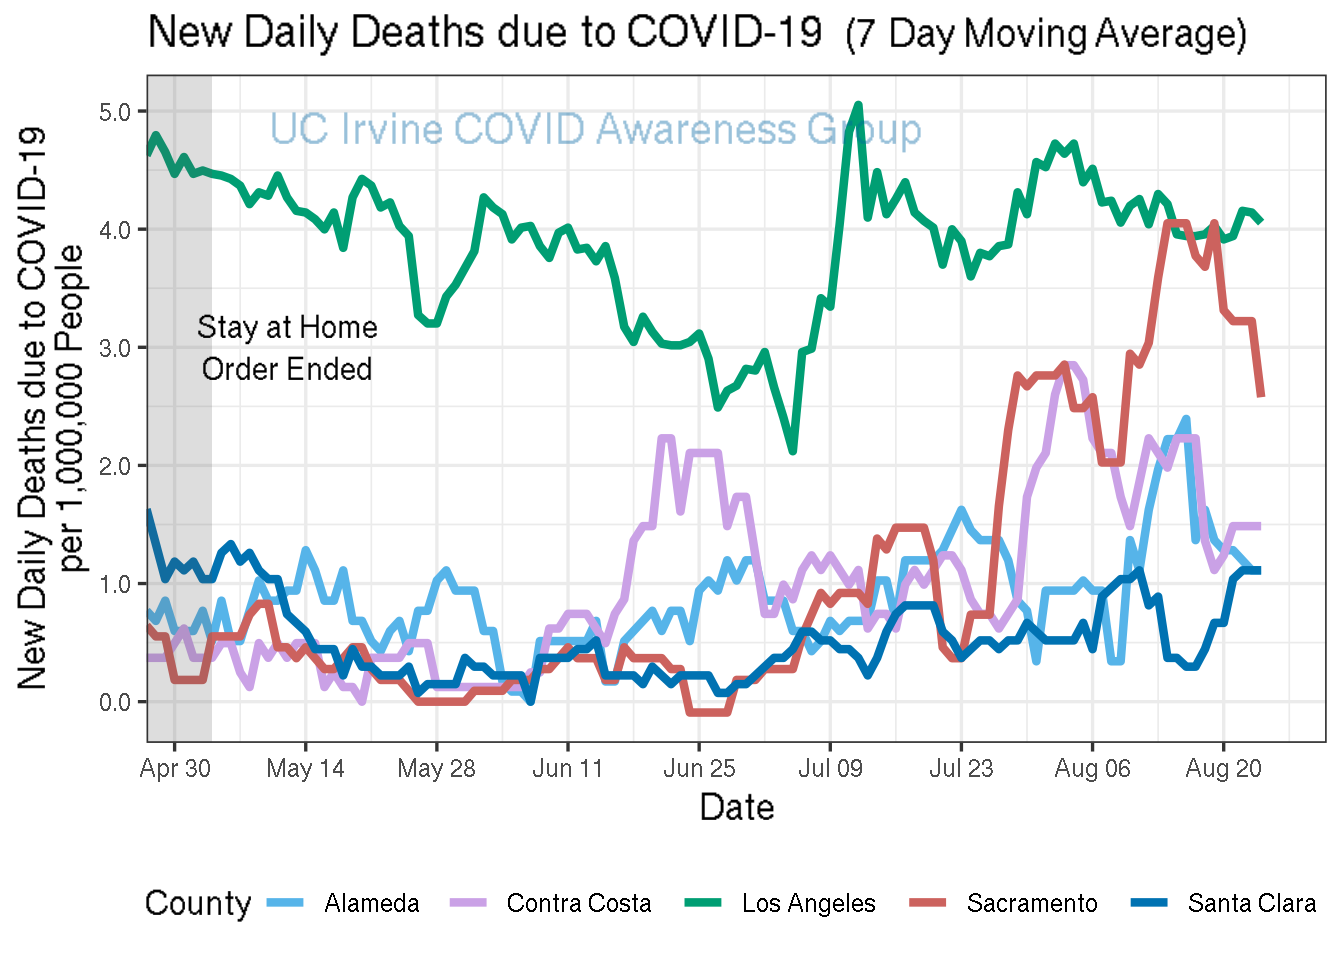 New Daily Deaths due to COVID-19 (7 Day Moving Average)
UC Irvine COVID Awareness Group
New Daily Deaths due to COVID-19
per 1,000,000 People
5.0
4.0
3.0
2.0
1.0
0.0
Stay at Home
Order Ended
Apr 30 May 14 May 28 Jun 11 Jun 25 Jul 09 Jul 23 Aug 06 Aug 20
Date
County Alameda Contra Costa Los Angeles Sacramento Santa Clara